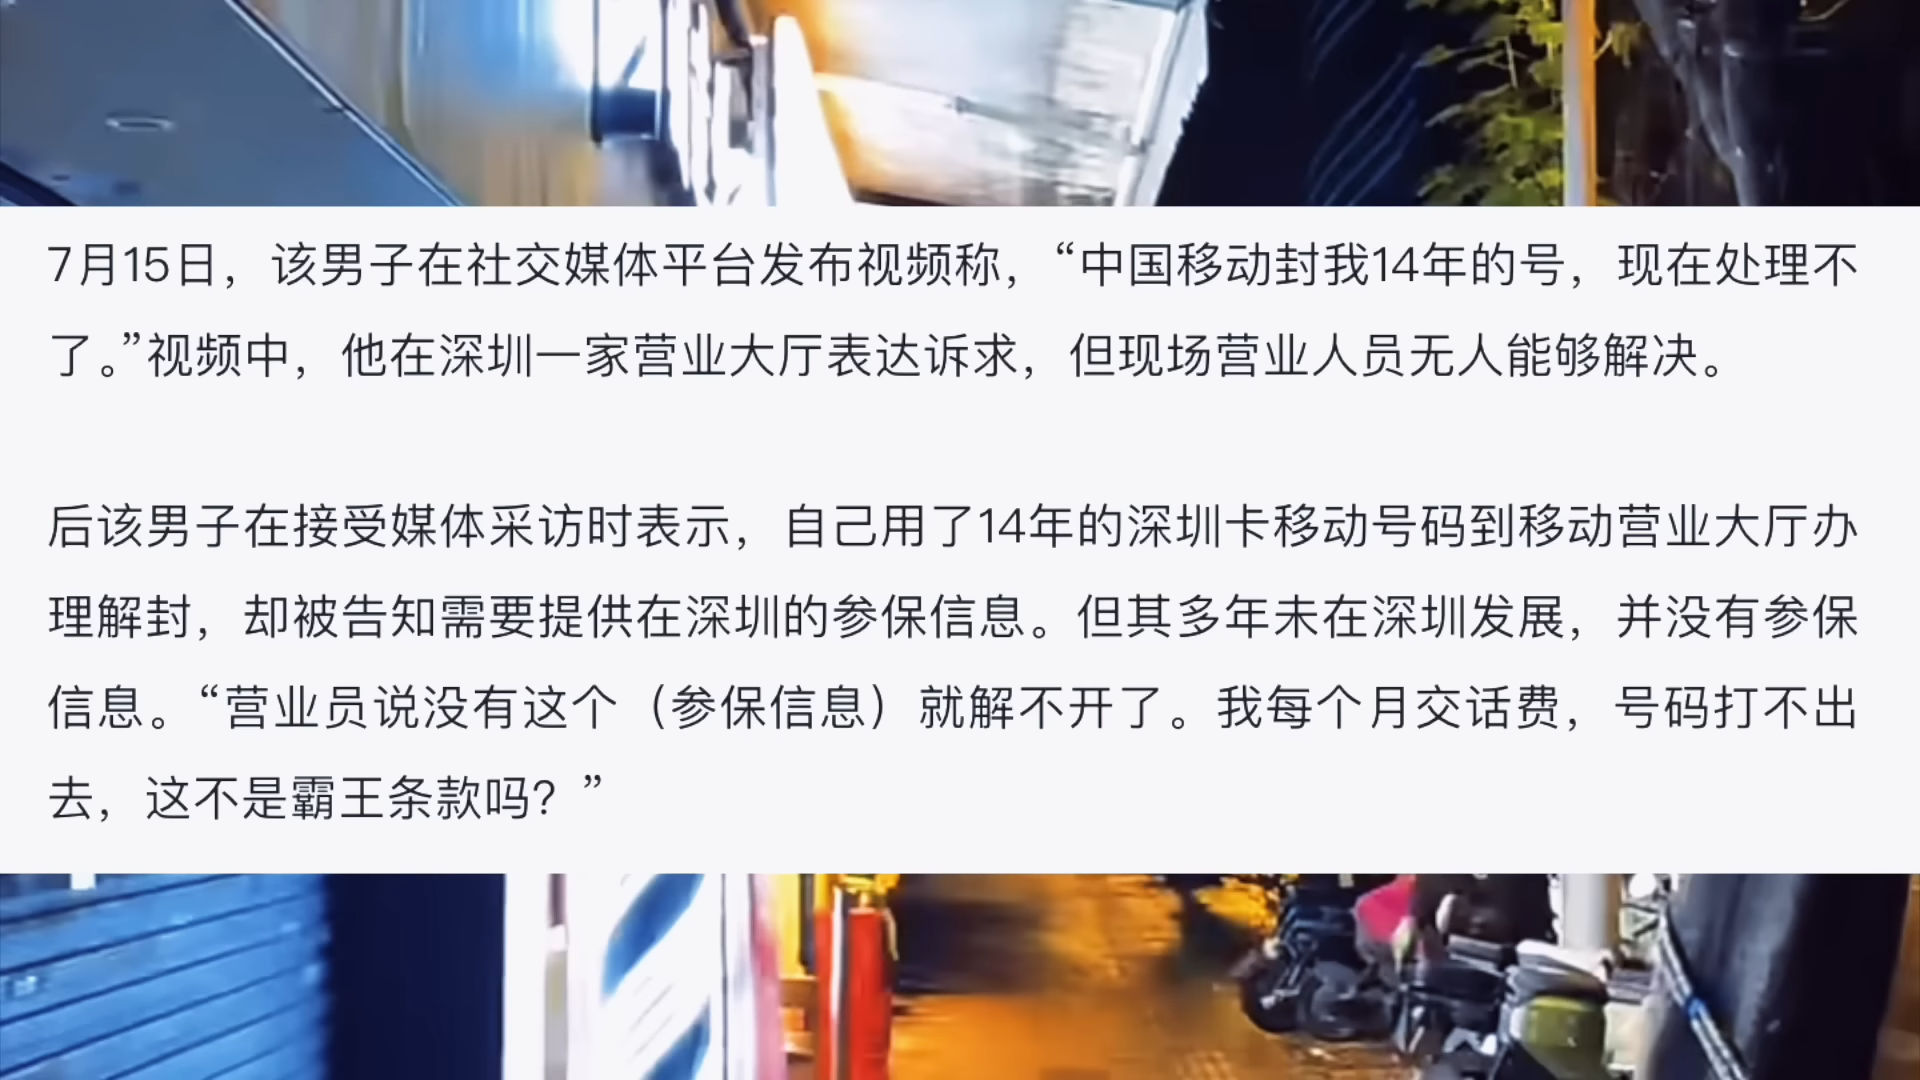 7月15日，该男子在社交媒体平台发布视频称，“中国移动封我14年的号，现在处理不
了。”视频中，他在深圳一家营业大厅表达诉求，但现场营业人员无人能够解决。
后该男子在接受媒体采访时表示，自己用了14年的深圳卡移动号码到移动营业大厅办
理解封，却被告知需要提供在深圳的参保信息。但其多年未在深圳发展，并没有参保
信息。“营业员说没有这个（参保信息）就解不开了。我每个月交话费，号码打不出
去，这不是霸王条款吗？”